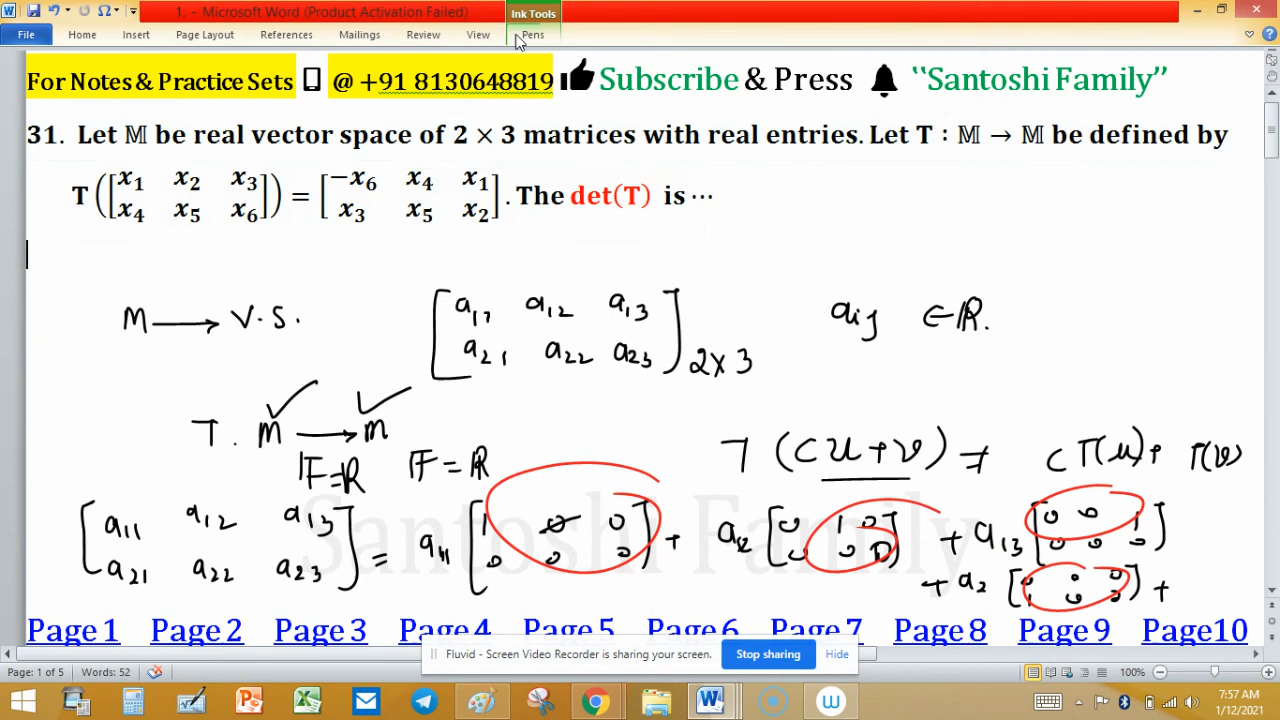 1. - Microsoft Word (Product Activation Failed)
Ink Tools
File Home Insert Page Layout References Mailings Review View Pens
For Notes & Practice Sets @ +91 8130648819 Subscribe & Press “Santoshi Family”
31. Let 𝕄 be real vector space of 2 × 3 matrices with real entries. Let T : 𝕄 → 𝕄 be defined by
T([x₁ x₂ x₃
x₄ x₅ x₆]) = [−x₆ x₄ x₁
x₃ x₅ x₂]. The det(T) is ⋯
M → V.S. [a₁₁ a₁₂ a₁₃
a₂₁ a₂₂ a₂₃]2×3 aij ∈ ℝ.
T. M → M
𝔽=ℝ 𝔽=ℝ T (CU+V) = CT(U)+ T(V)
Santoshi Family
[a₁₁ a₁₂ a₁₃
a₂₁ a₂₂ a₂₃] = a₁₁ [1 0 0
0 0 0] + a₁₂ [0 1 0
0 0 0] + a₁₃ [0 0 1
0 0 0]
+ a₂ [0 0 0
1 0 0] +
Page 1 Page 2 Page 3 Page 4 Page 5 Page 6 Page 7 Page 8 Page 9 Page10
Fluvid - Screen Video Recorder is sharing your screen. Stop sharing Hide
Page: 1 of 5 Words: 52 100%
7:57 AM
1/12/2021